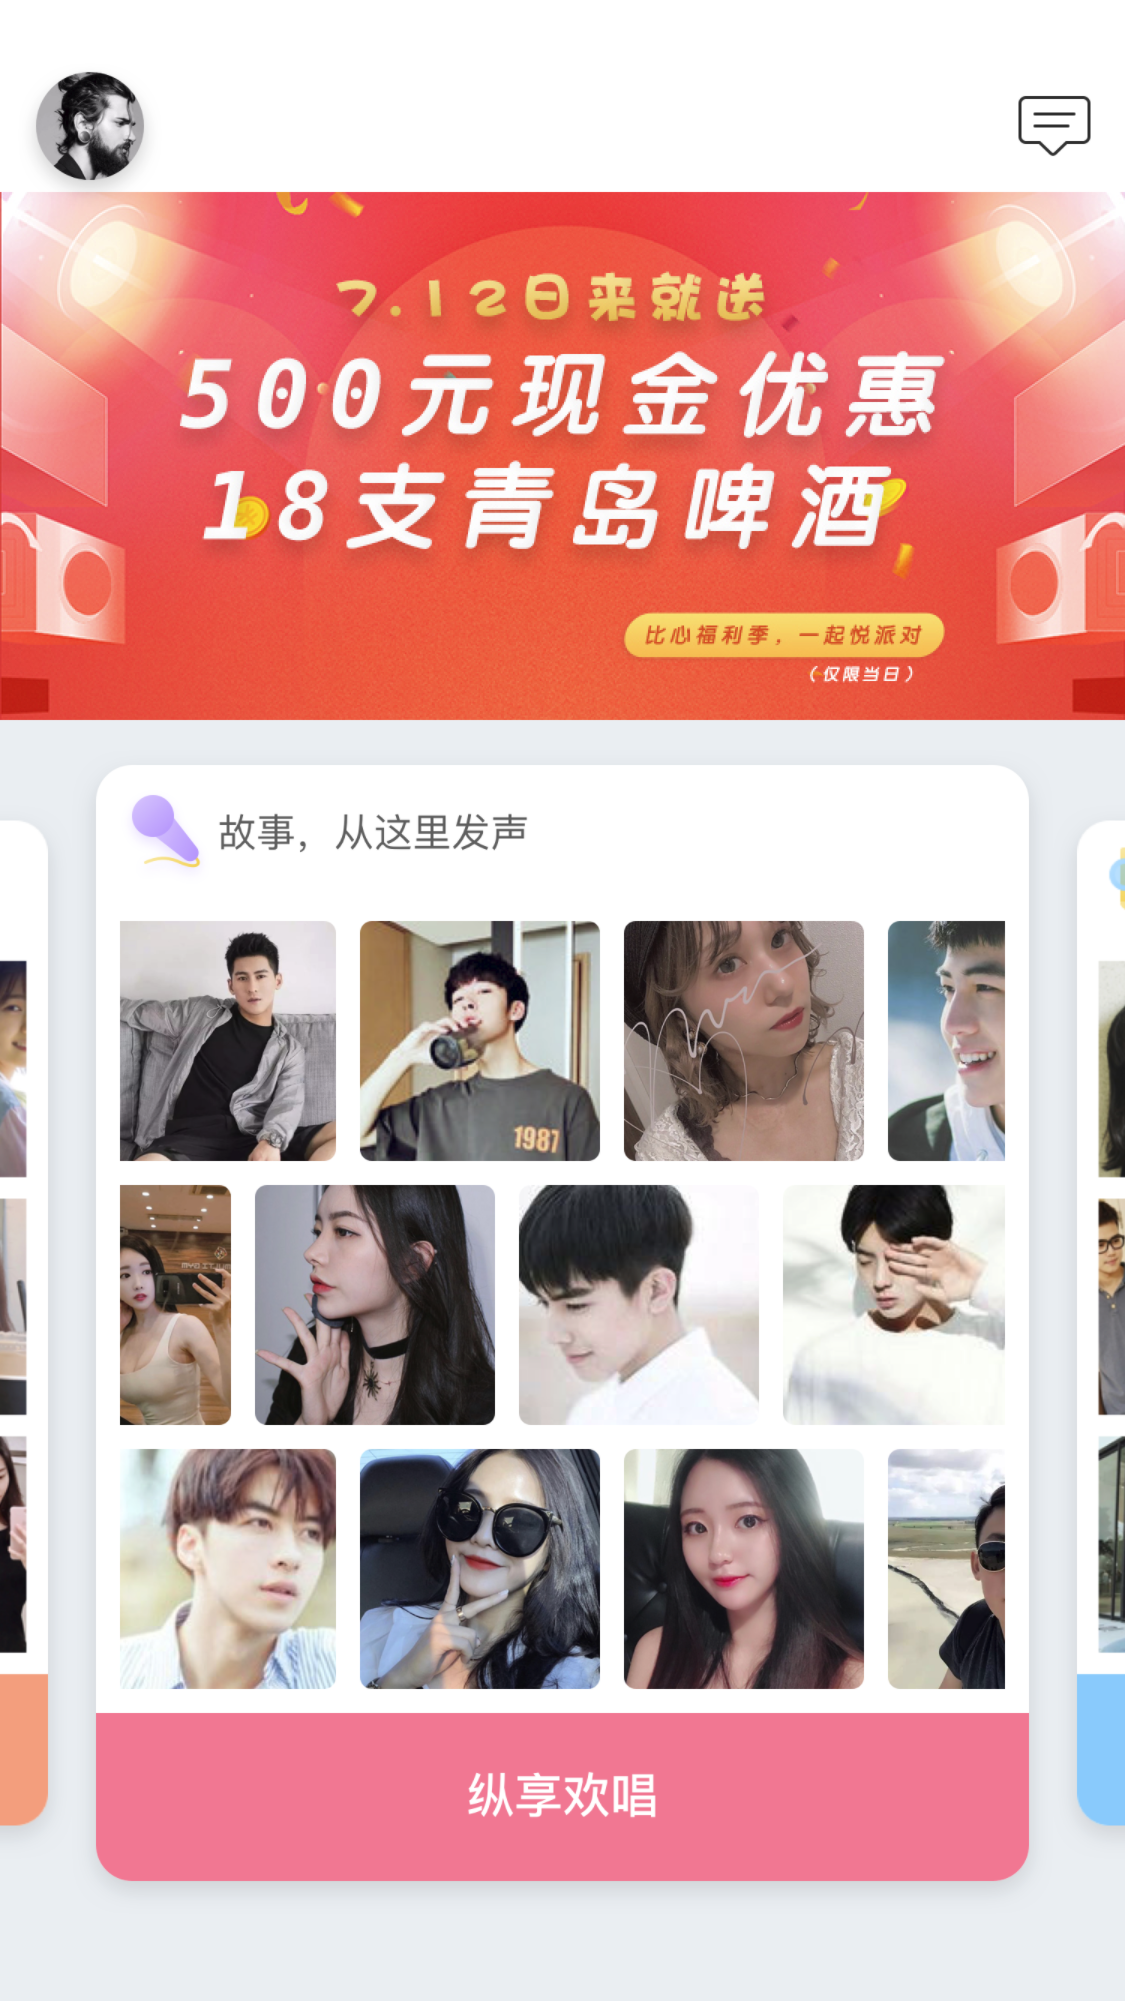 7.12日来就送
500元现金优惠
18支青岛啤酒
比心福利季，一起悦派对
（仅限当日）
故事，从这里发声
1987
纵享欢唱